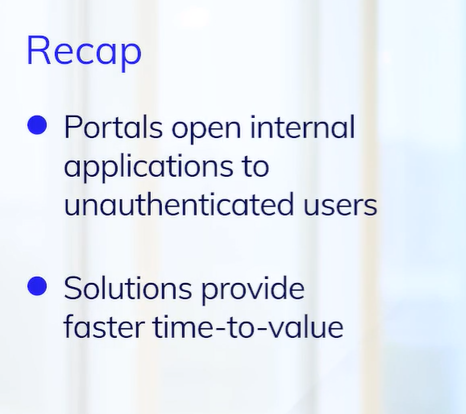 Recap
Portals open internal
applications to
unauthenticated users
Solutions provide
faster time-to-value